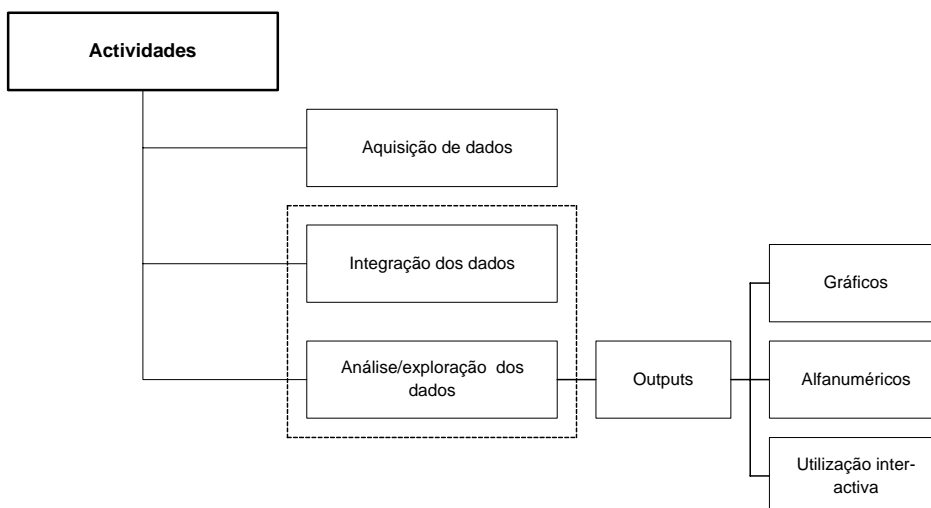 Actividades
Aquisição de dados
Integração dos dados
Análise/exploração dos
dados
Outputs
Gráficos
Alfanuméricos
Utilização inter-
activa